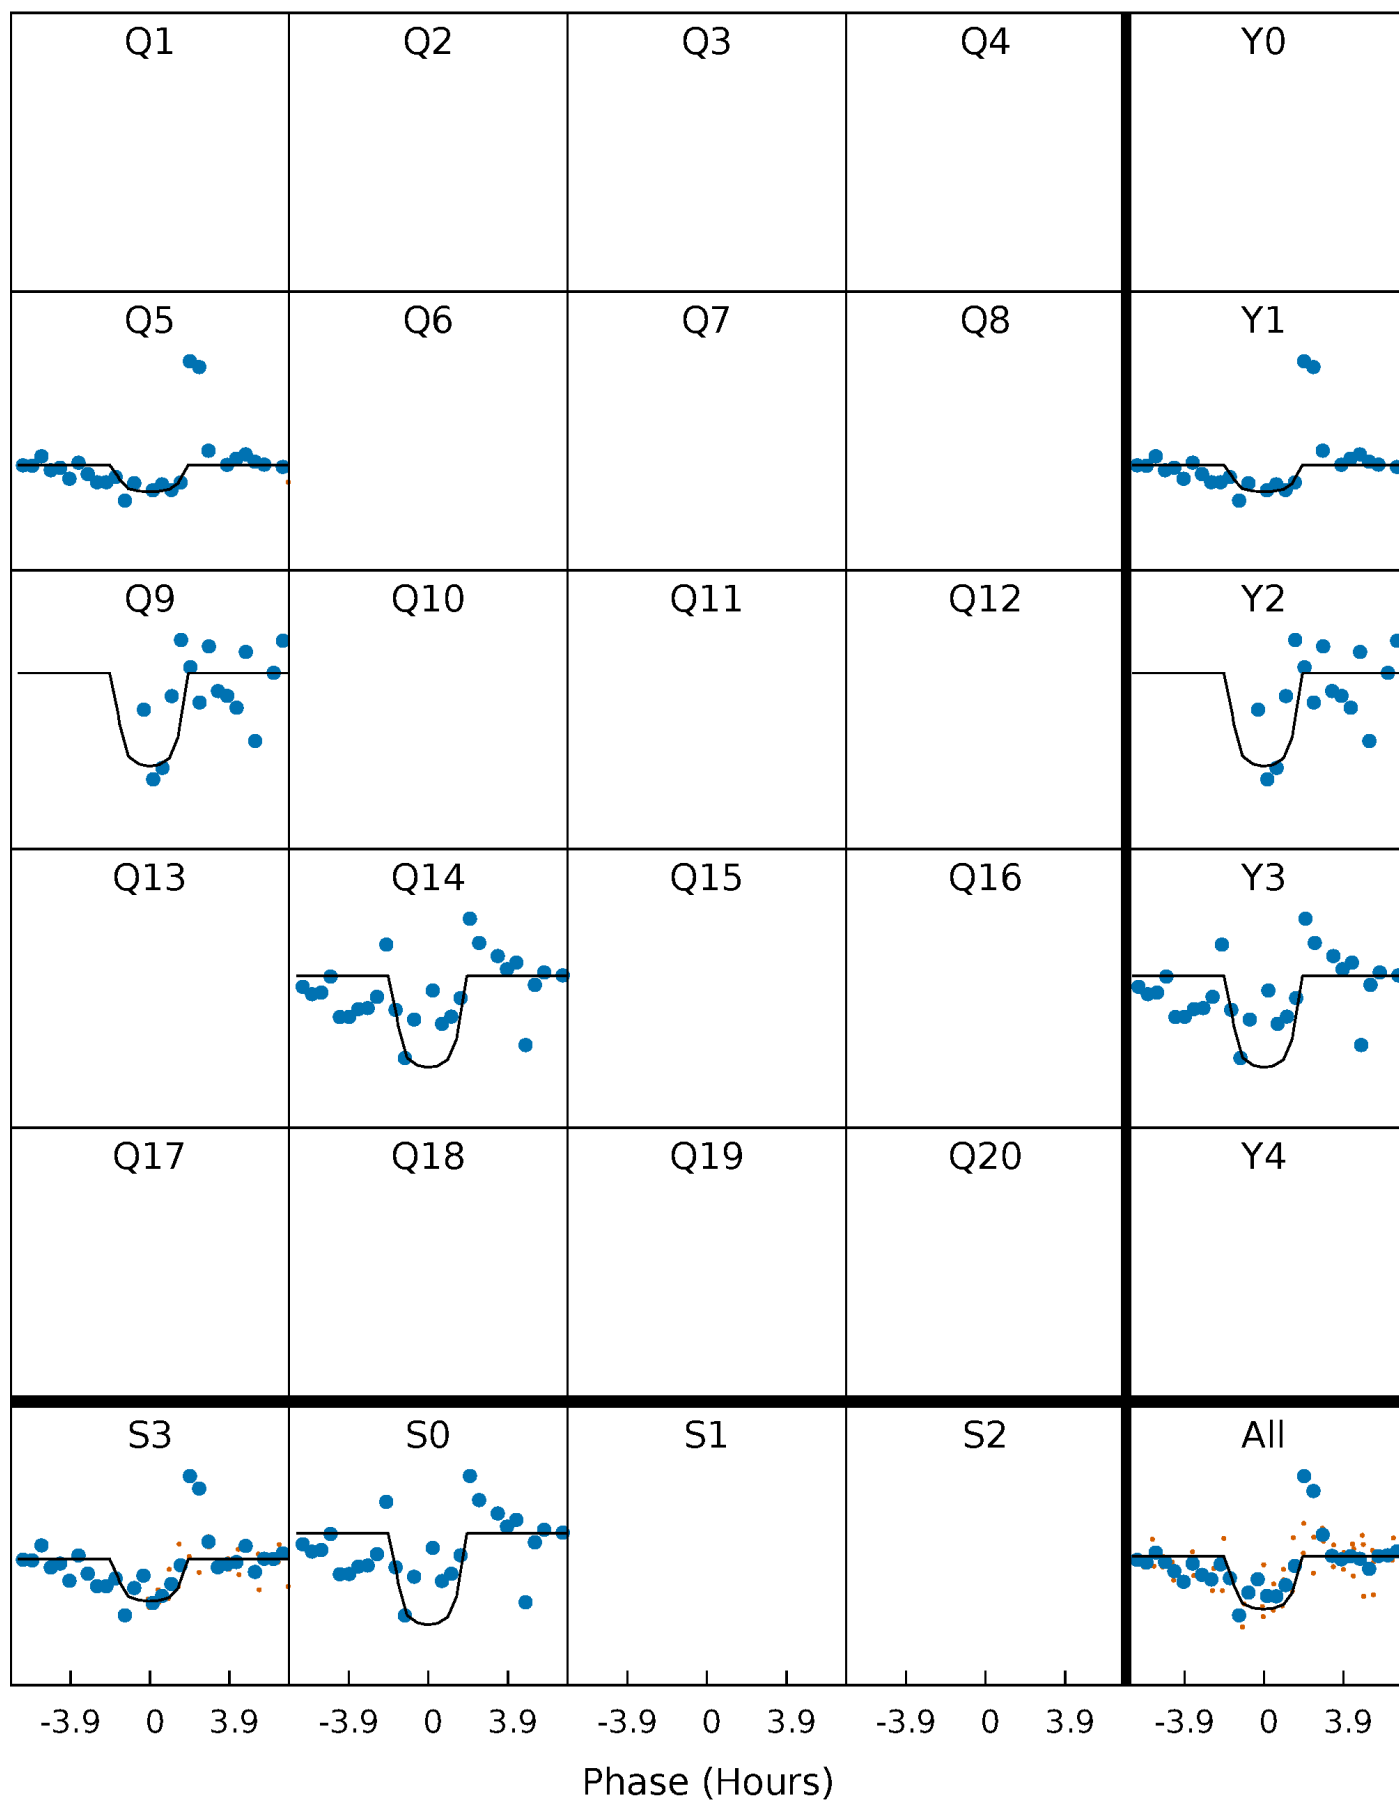 Q1 Q2 Q3 Q4 Y0
Q5 Q6 Q7 Q8 Y1
Q9 Q10 Q11 Q12 Y2
Q13 Q14 Q15 Q16 Y3
Q17 Q18 Q19 Q20 Y4
S3 S0 S1 S2 All
-3.9 0 3.9 -3.9 0 3.9 -3.9 0 3.9 -3.9 0 3.9 -3.9 0 3.9
Phase (Hours)